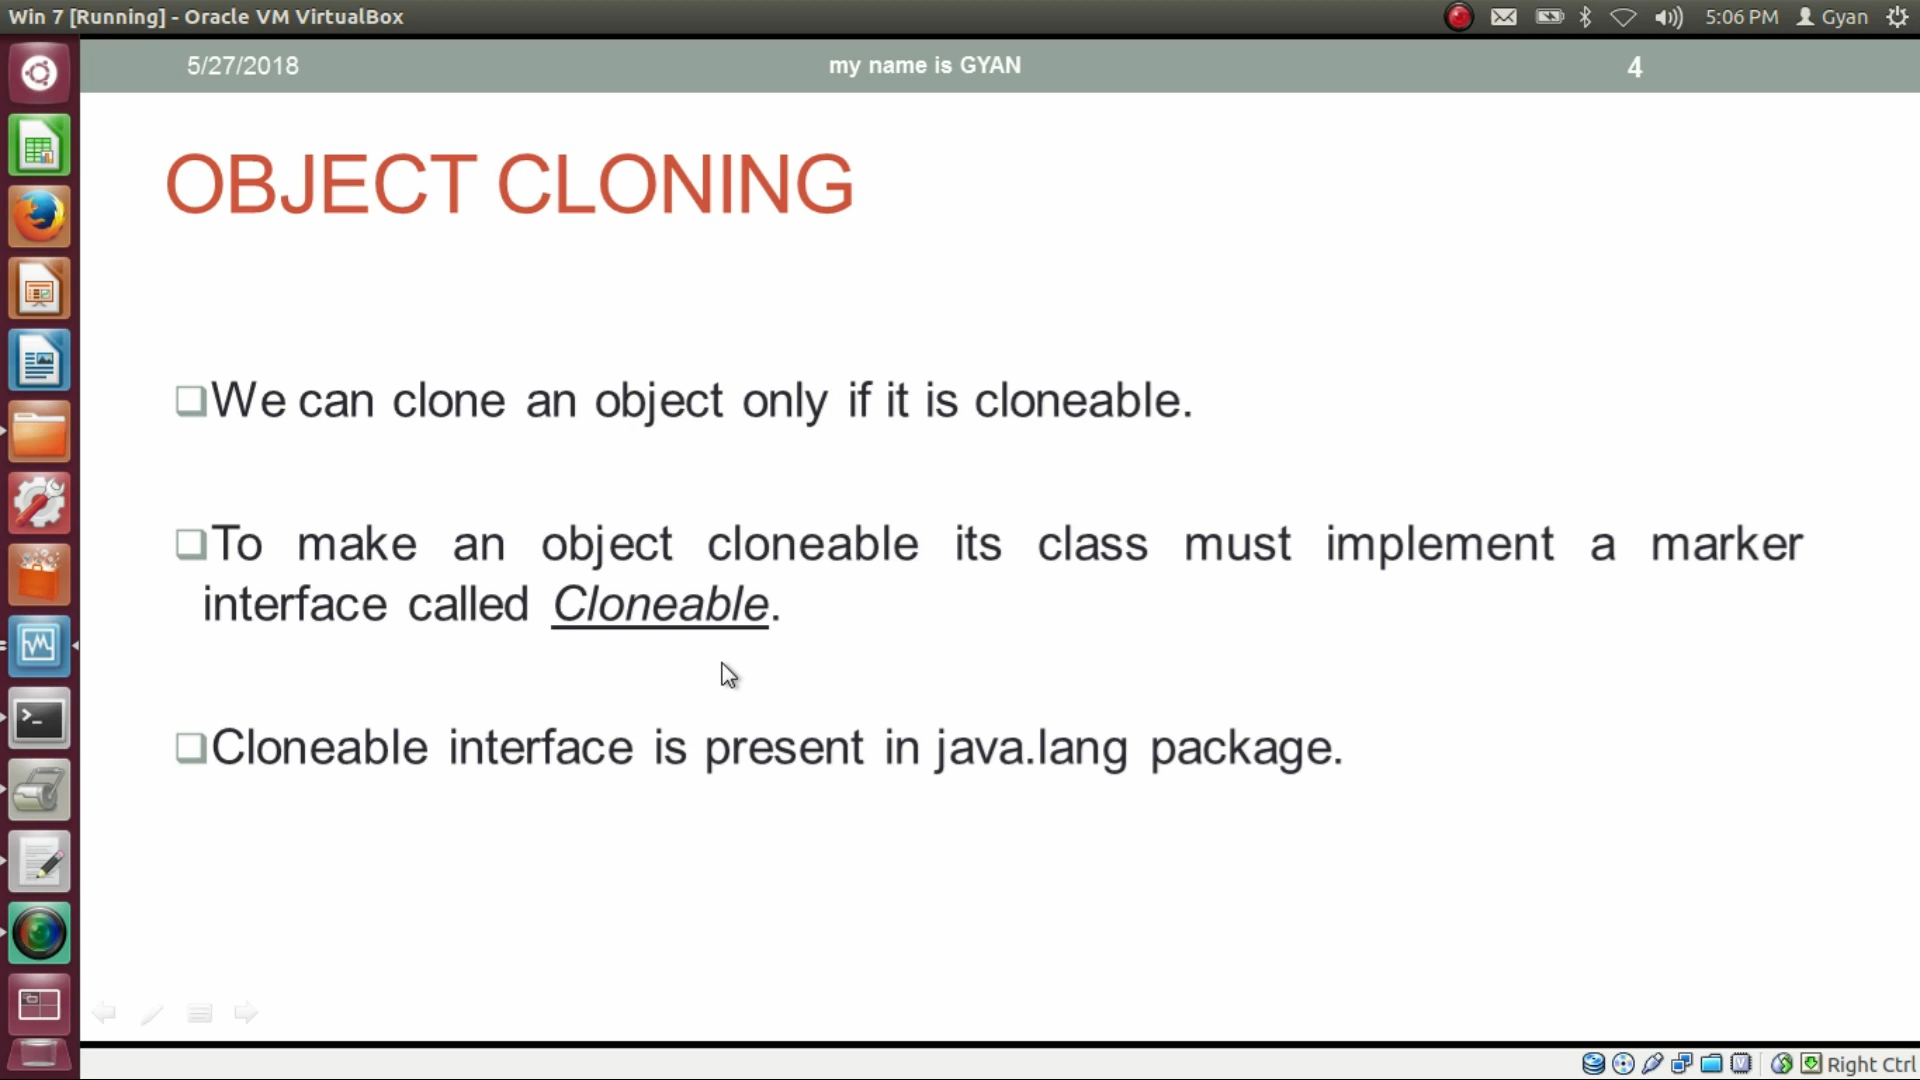 Win 7 [Running] - Oracle VM VirtualBox
5:06 PM Gyan
5/27/2018 my name is GYAN 4
OBJECT CLONING
We can clone an object only if it is cloneable.
To make an object cloneable its class must implement a marker
interface called Cloneable.
Cloneable interface is present in java.lang package.
Right Ctrl